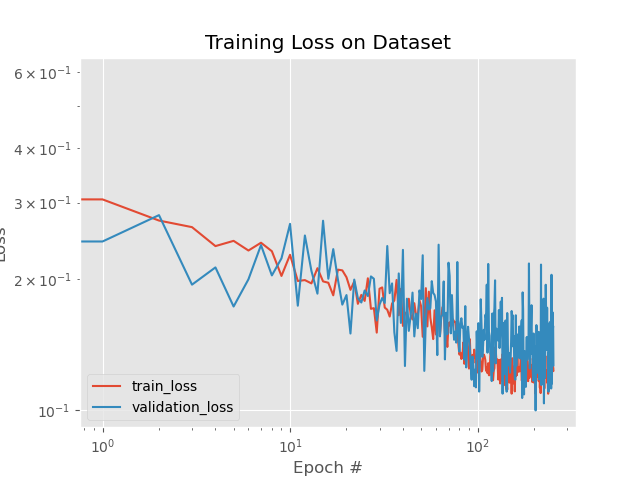 Training Loss on Dataset
6 × 10⁻¹
4 × 10⁻¹
3 × 10⁻¹
2 × 10⁻¹
10⁻¹
Loss
train_loss
validation_loss
10⁰
10¹
10²
Epoch #